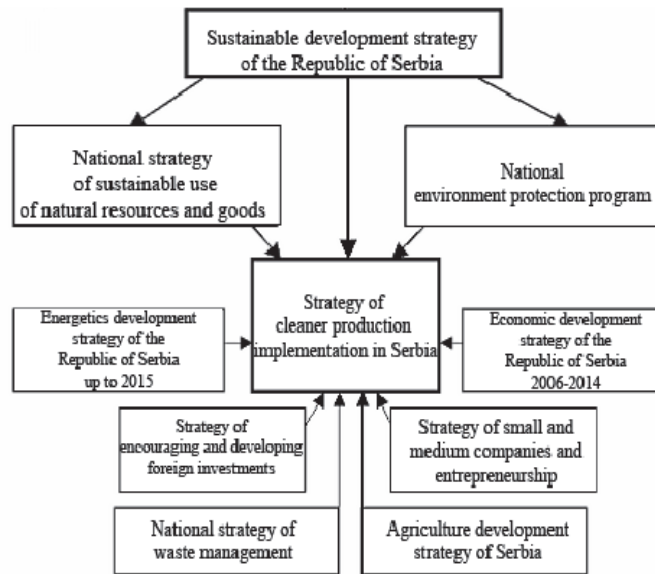 Sustainable development strategy
of the Republic of Serbia
National strategy
of sustainable use
of natural resources and goods
National
environment protection program
Strategy of
cleaner production
implementation in Serbia
Energetics development
strategy of the
Republic of Serbia
up to 2015
Economic development
strategy of the
Republic of Serbia
2006-2014
Strategy of
encouraging and developing
foreign investments
Strategy of small and
medium companies and
entrepreneurship
National strategy of
waste management
Agriculture development
strategy of Serbia